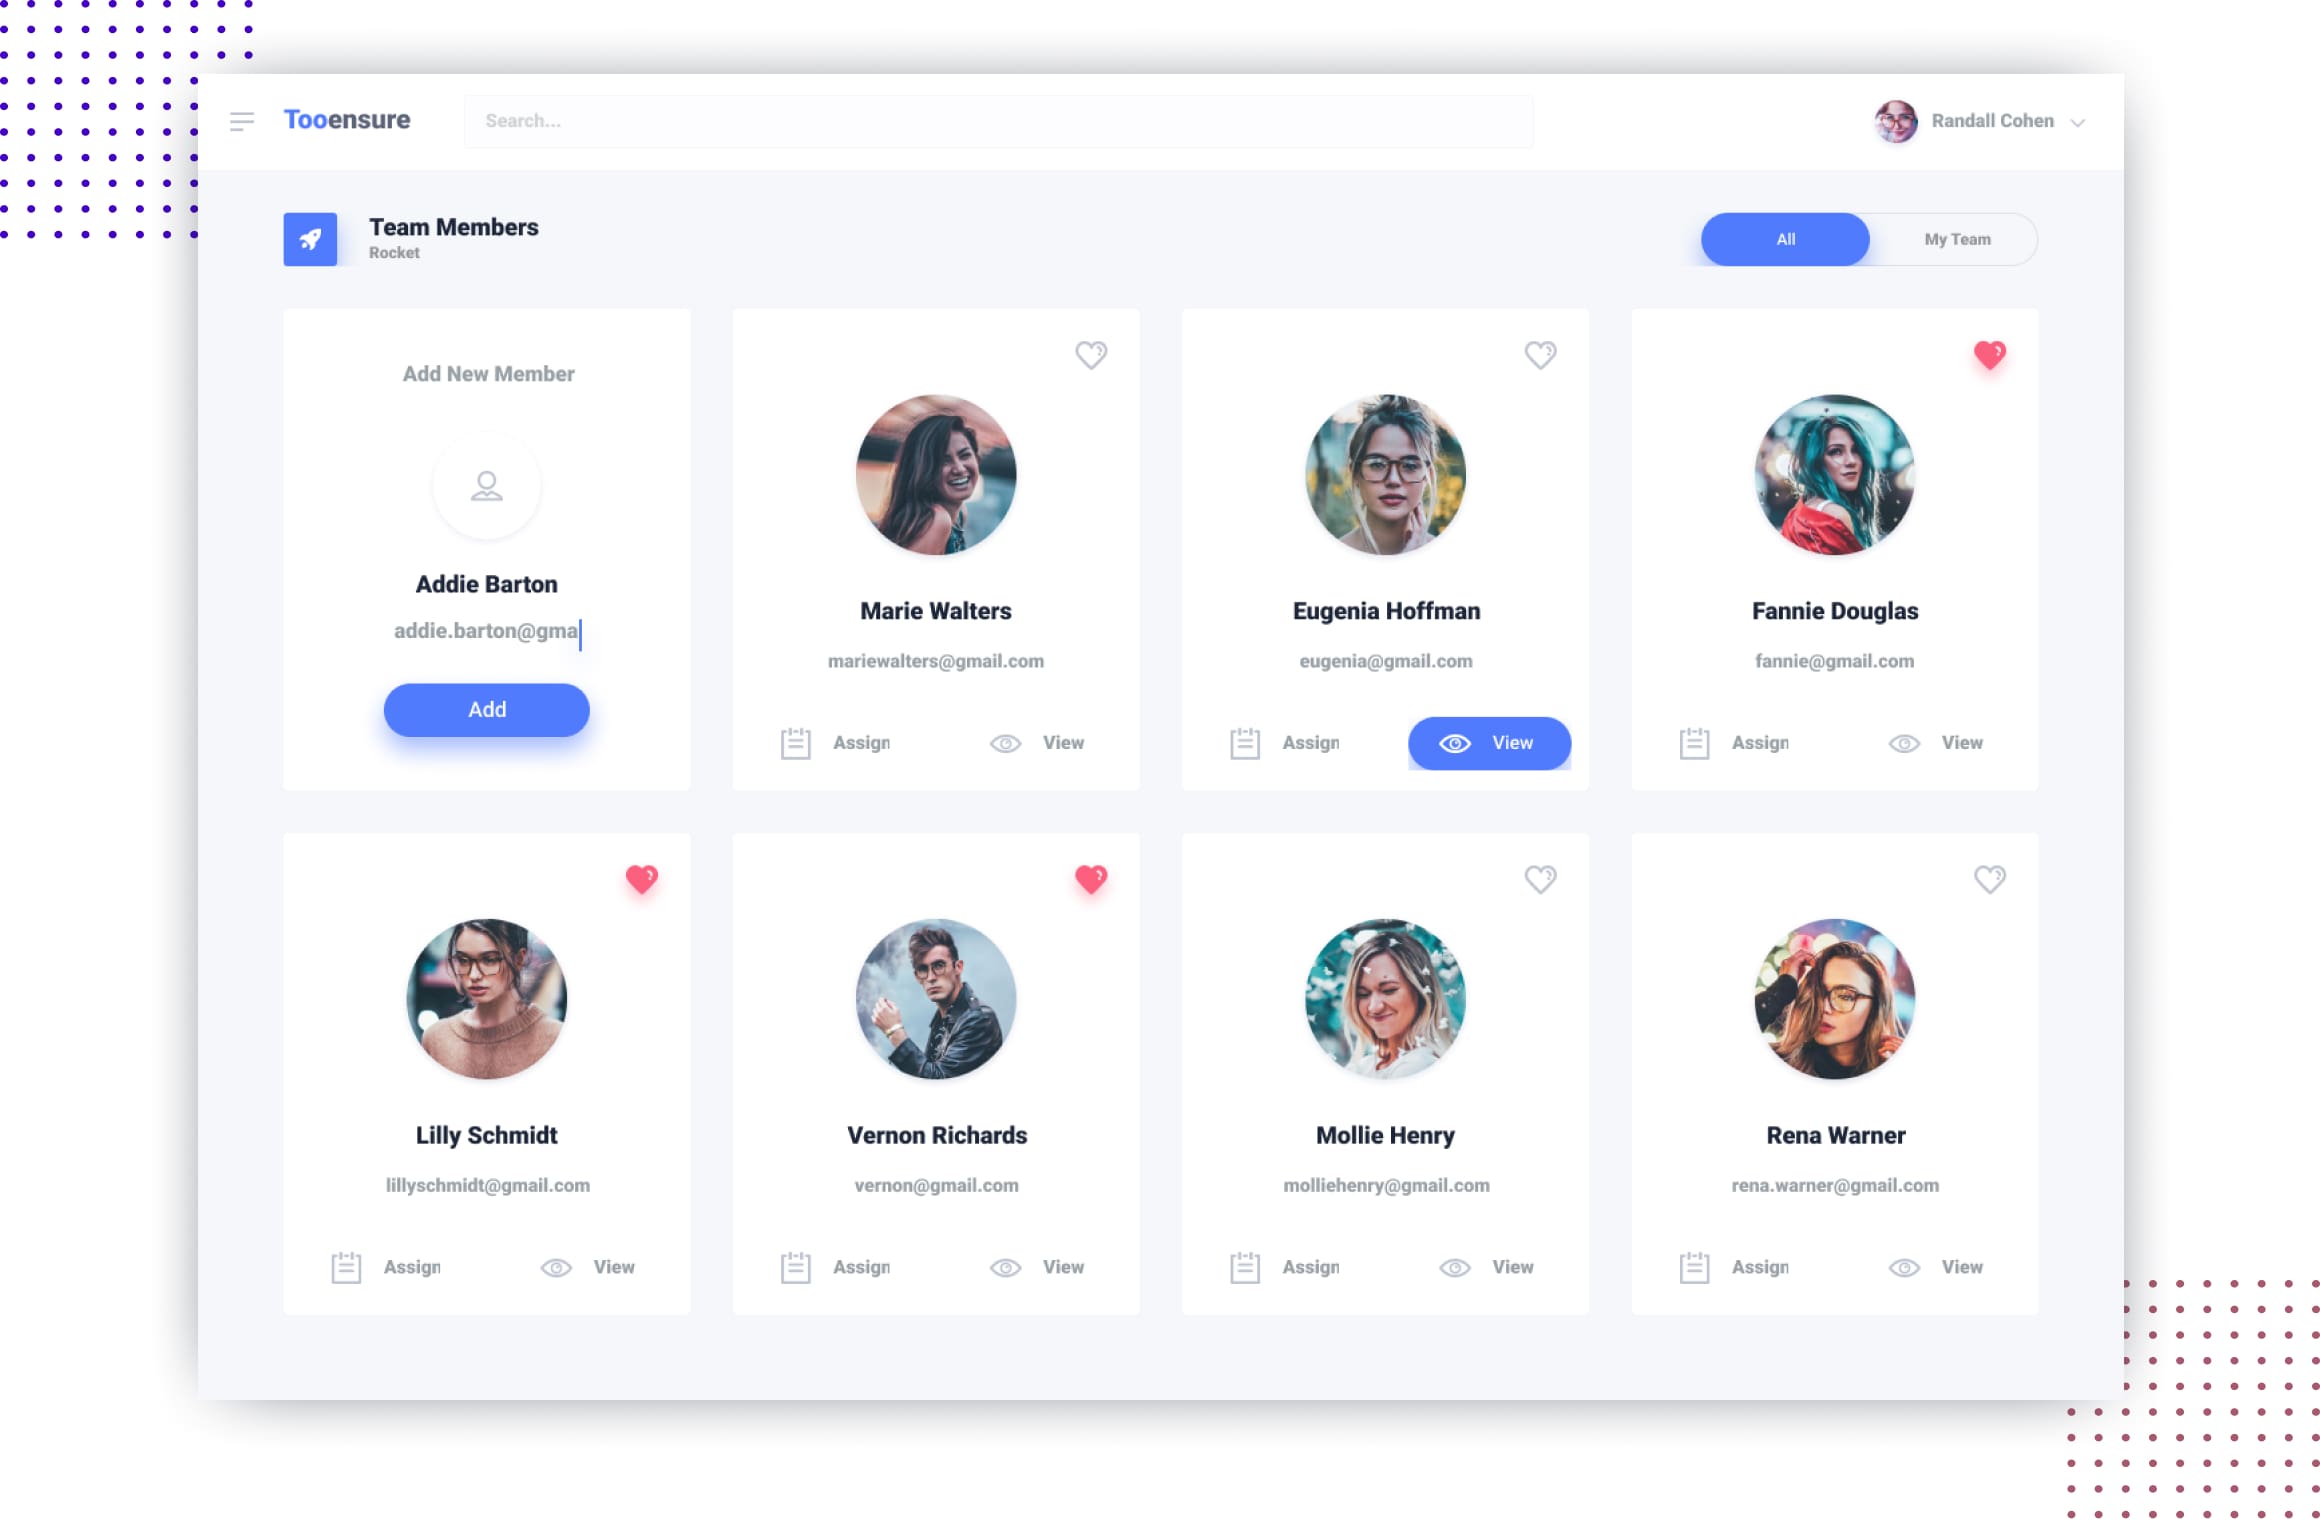 Tooensure
Search...
Randall Cohen
Team Members
Rocket
All
My Team
Add New Member
Addie Barton
addie.barton@gma
Add
Marie Walters
mariewalters@gmail.com
Assign
View
Eugenia Hoffman
eugenia@gmail.com
Assign
View
Fannie Douglas
fannie@gmail.com
Assign
View
Lilly Schmidt
lillyschmidt@gmail.com
Assign
View
Vernon Richards
vernon@gmail.com
Assign
View
Mollie Henry
molliehenry@gmail.com
Assign
View
Rena Warner
rena.warner@gmail.com
Assign
View